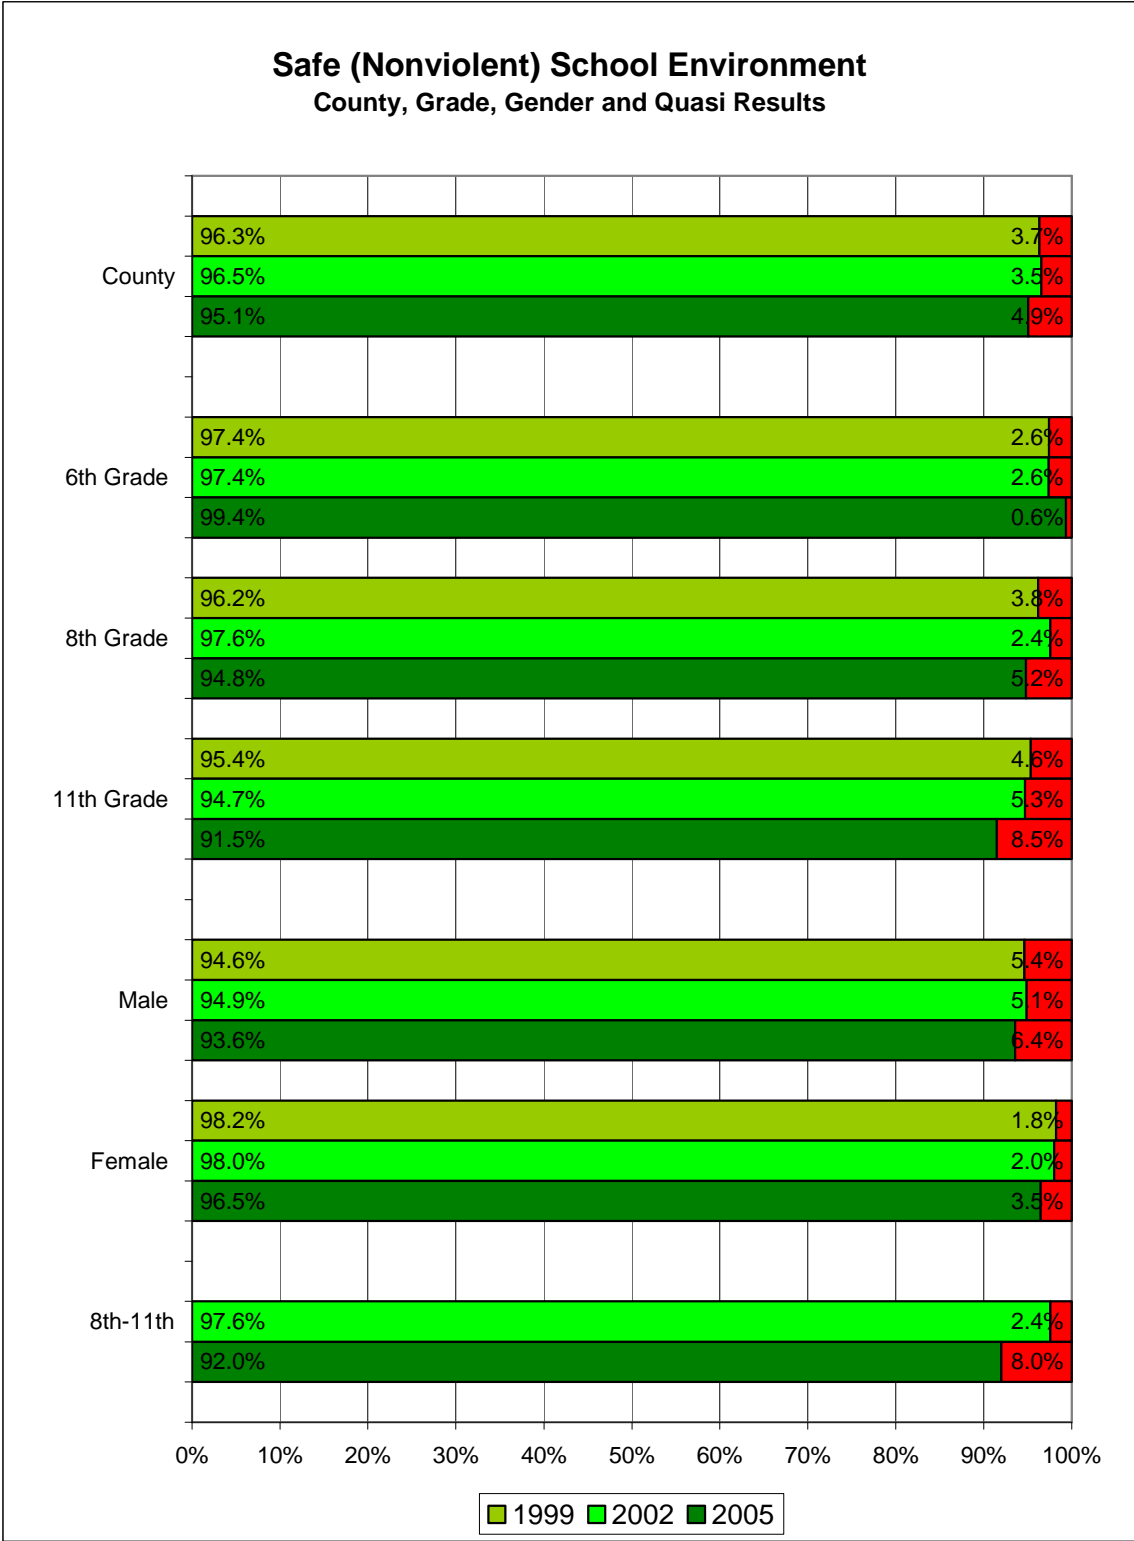 Safe (Nonviolent) School Environment
County, Grade, Gender and Quasi Results
96.3% 3.7%
County 96.5% 3.5%
95.1% 4.9%
97.4% 2.6%
6th Grade 97.4% 2.6%
99.4% 0.6%
96.2% 3.8%
8th Grade 97.6% 2.4%
94.8% 5.2%
95.4% 4.6%
11th Grade 94.7% 5.3%
91.5% 8.5%
94.6% 5.4%
Male 94.9% 5.1%
93.6% 6.4%
98.2% 1.8%
Female 98.0% 2.0%
96.5% 3.5%
8th-11th 97.6% 2.4%
92.0% 8.0%
0% 10% 20% 30% 40% 50% 60% 70% 80% 90% 100%
1999 2002 2005